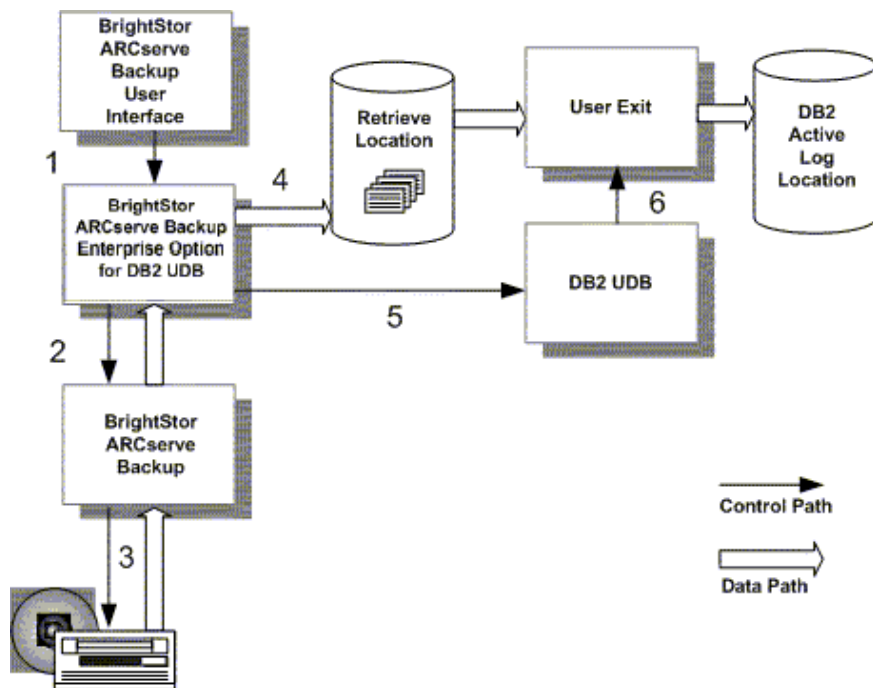 BrightStor
ARCserve
Backup
User
Interface
1
BrightStor
ARCserve Backup
Enterprise Option
for DB2 UDB
4
Retrieve
Location
User Exit
DB2
Active
Log
Location
6
DB2 UDB
5
2
BrightStor
ARCserve
Backup
3
Control Path
Data Path